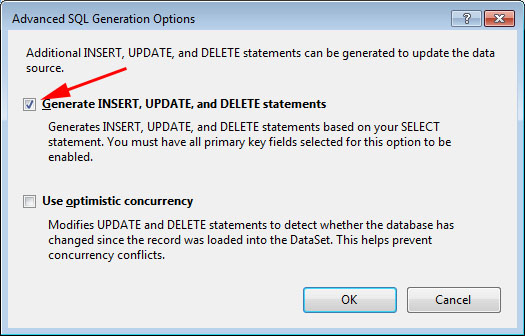 Advanced SQL Generation Options
Additional INSERT, UPDATE, and DELETE statements can be generated to update the data
source.
Generate INSERT, UPDATE, and DELETE statements
Generates INSERT, UPDATE, and DELETE statements based on your SELECT
statement. You must have all primary key fields selected for this option to be
enabled.
Use optimistic concurrency
Modifies UPDATE and DELETE statements to detect whether the database has
changed since the record was loaded into the DataSet. This helps prevent
concurrency conflicts.
OK Cancel